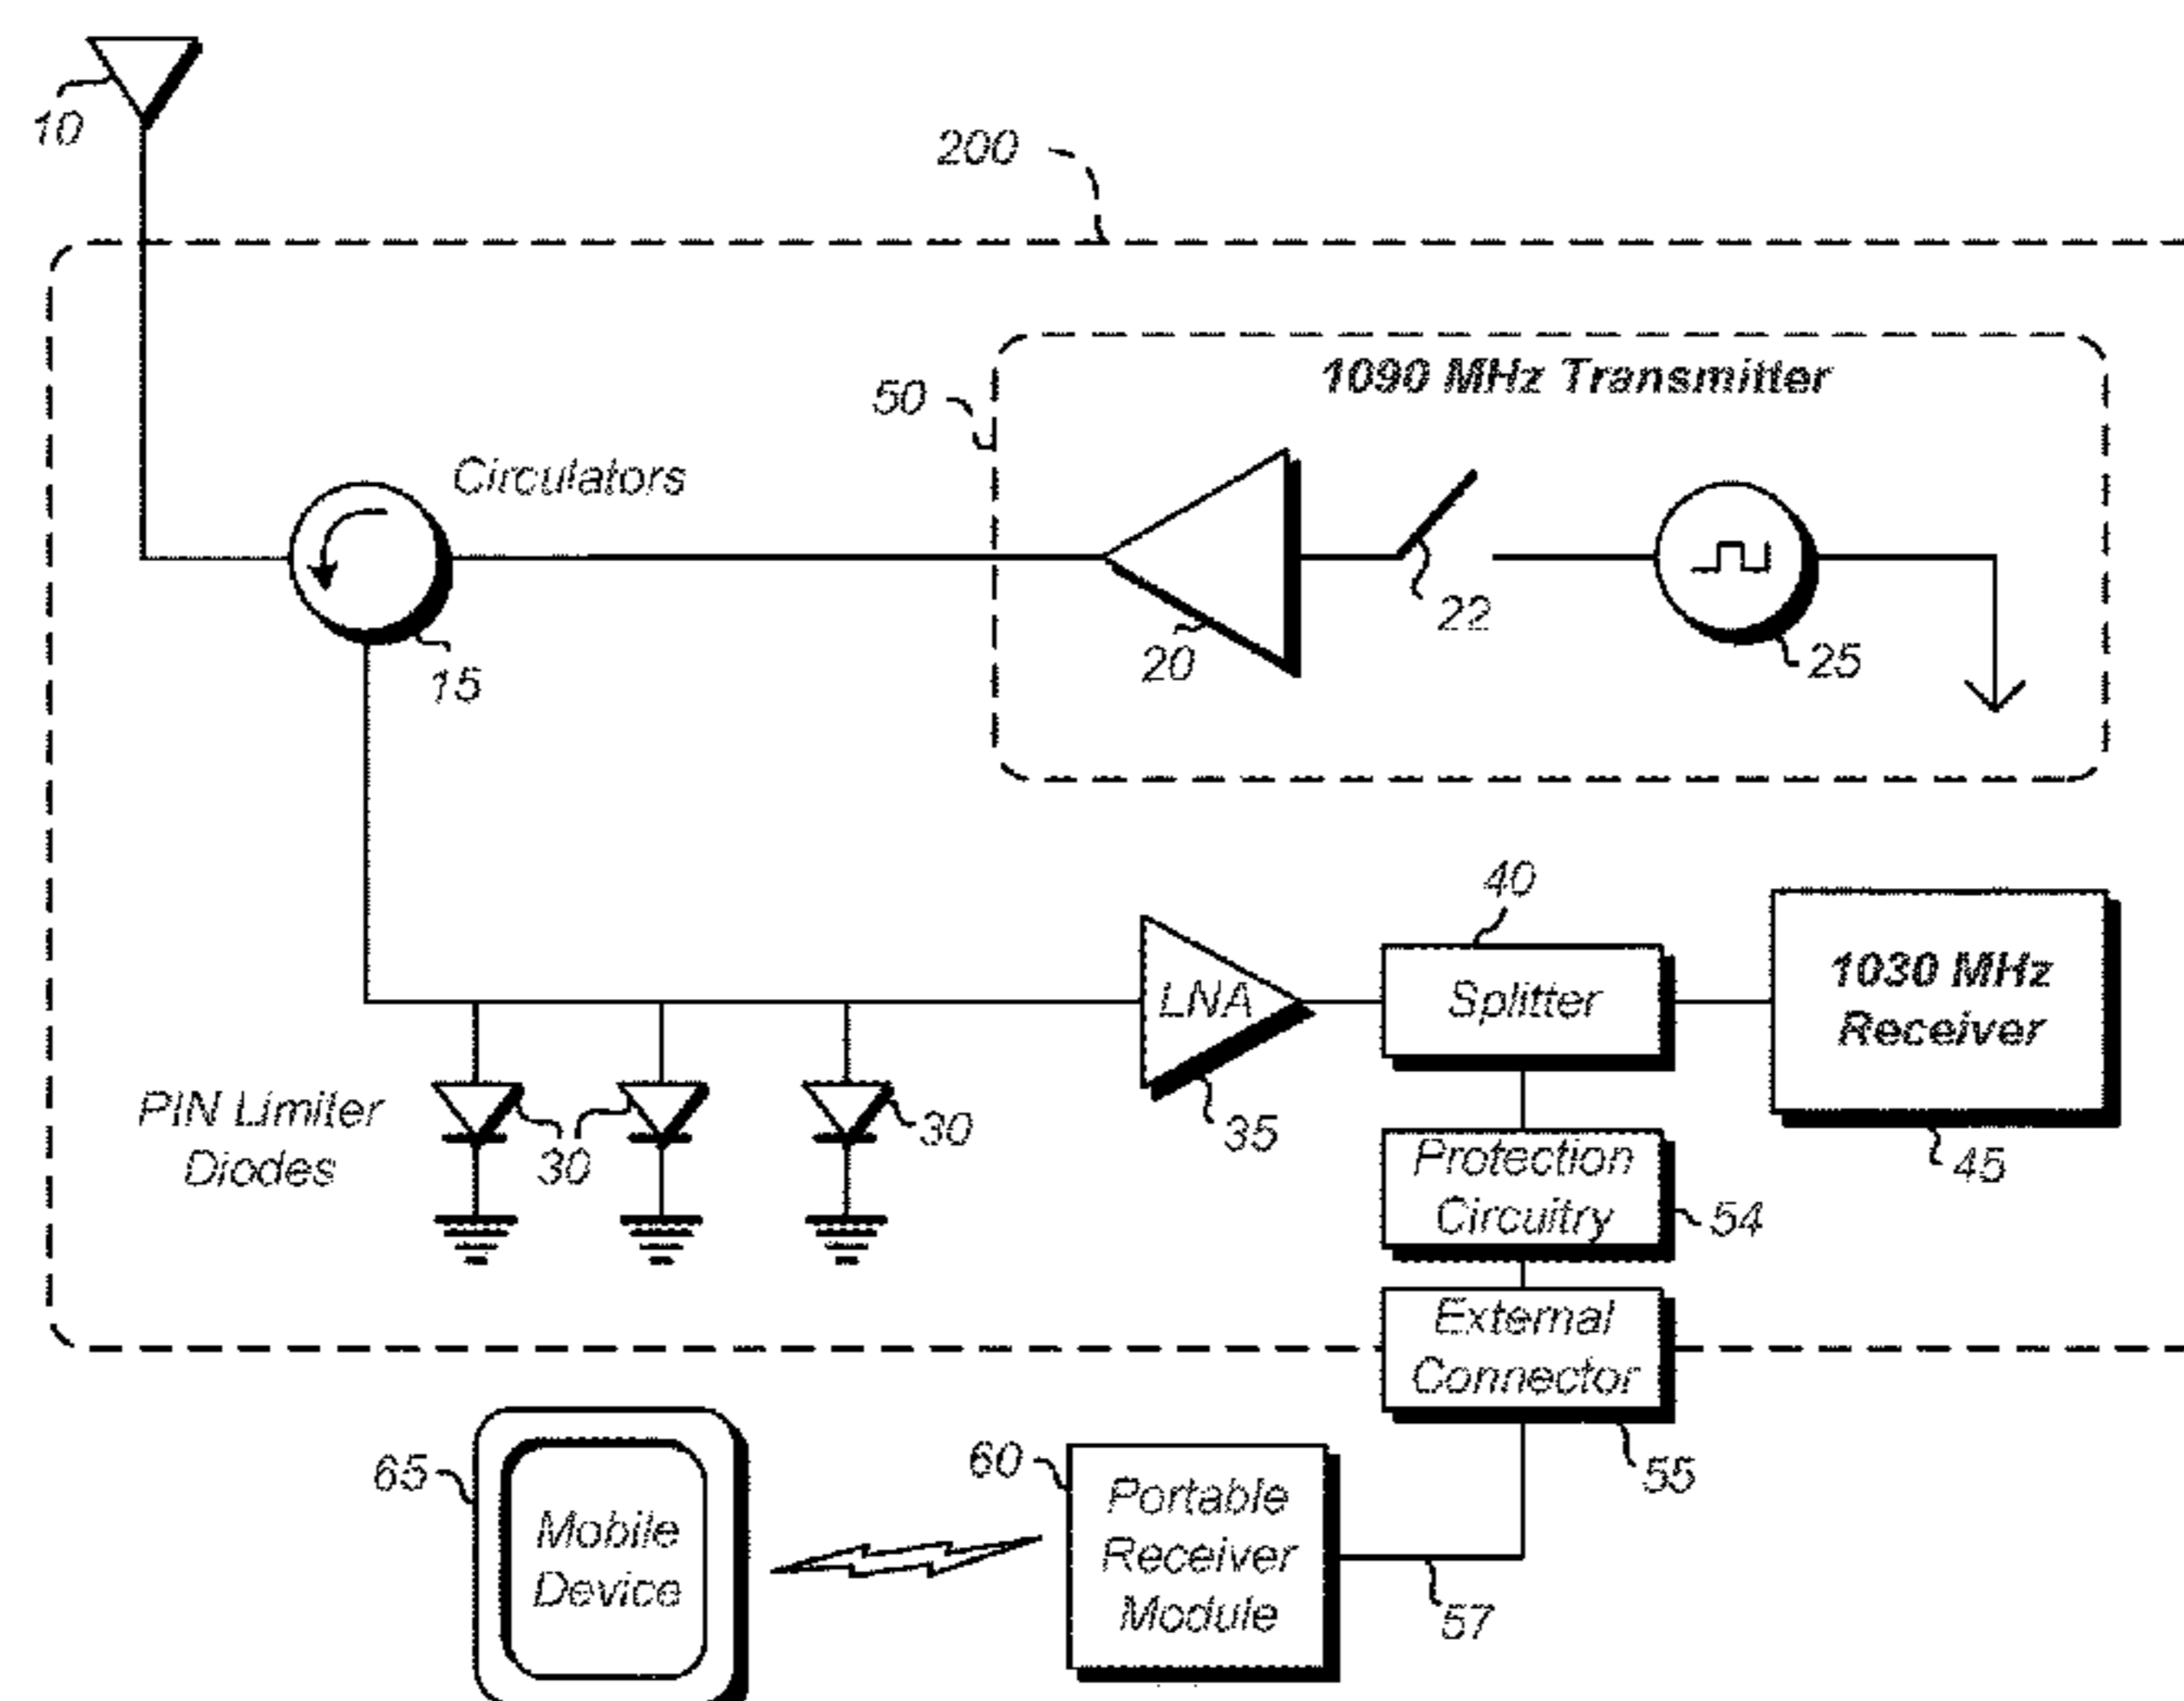 10
200
1090 MHz Transmitter
50
Circulators
22
20
25
15
40
LNA
Splitter
1030 MHz
Receiver
PIN Limiter
Diodes
30
30
35
45
Protection
Circuitry
54
External
Connector
55
65
60
Mobile
Device
Portable
Receiver
Module
57